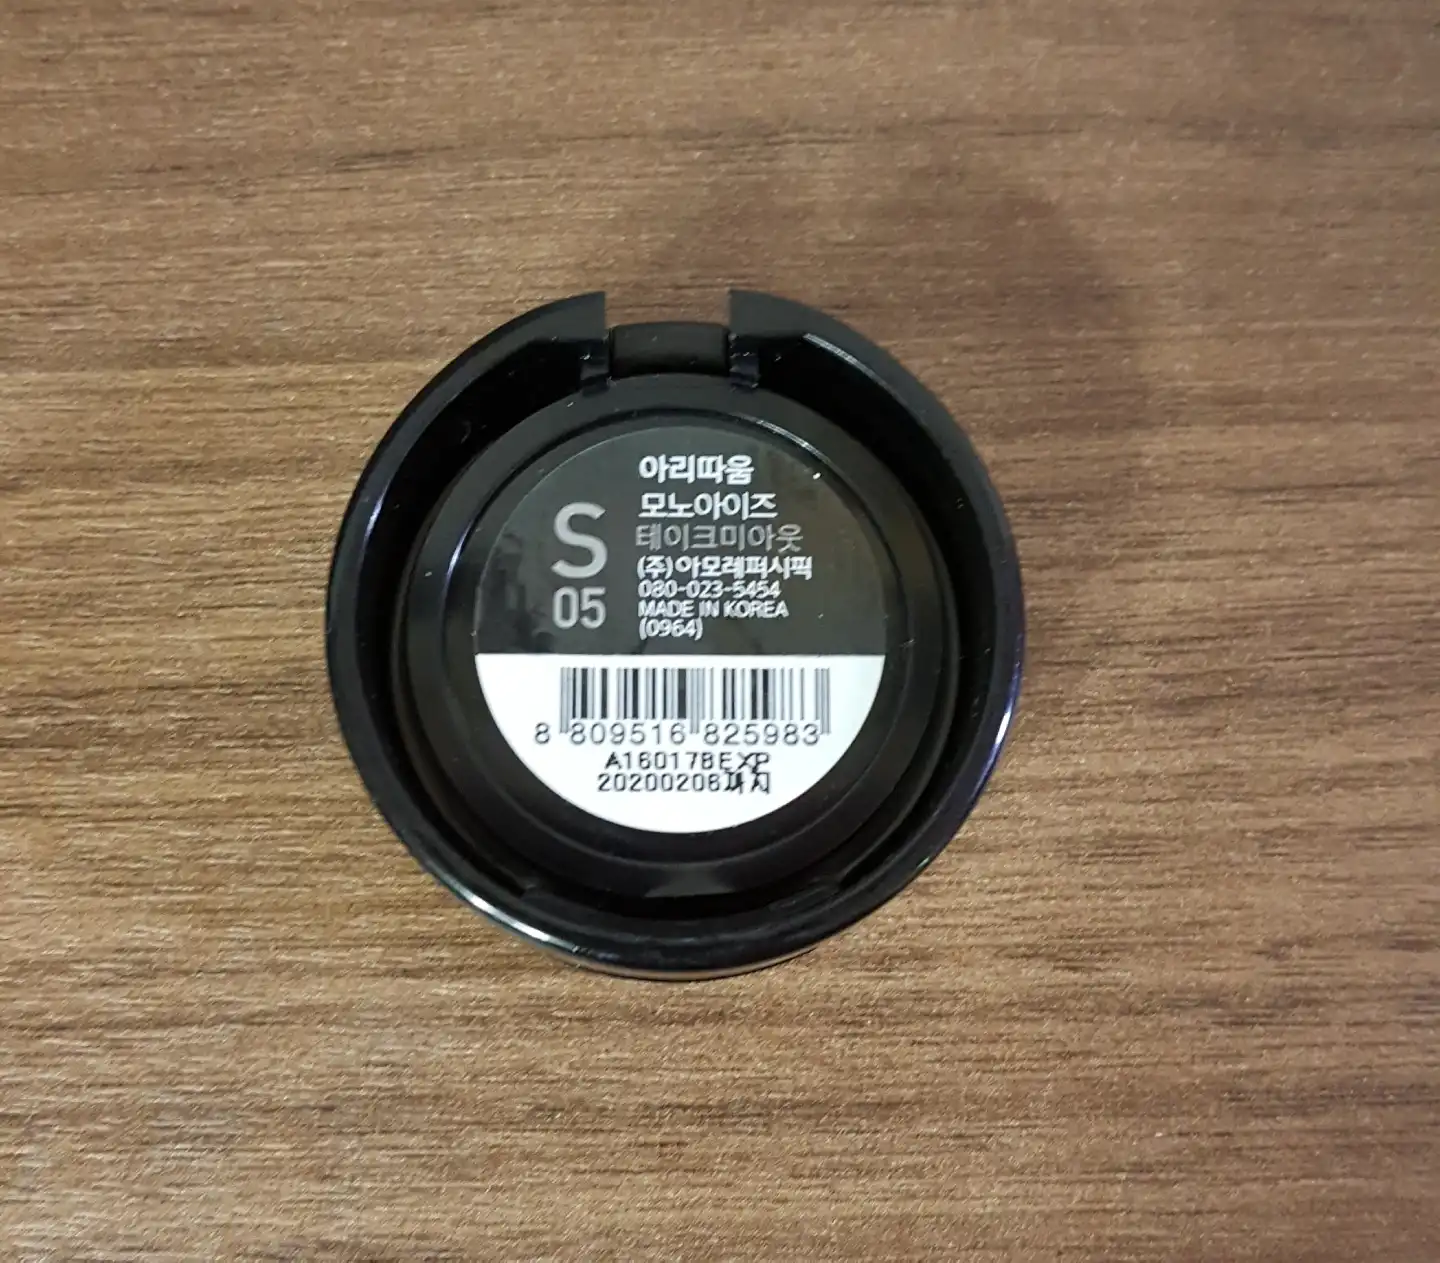 S
05
아리따움
모노아이즈
테이크미아웃
(주)아모레퍼시픽
080-023-5454
MADE IN KOREA
(0964)
8 809516 825983
A160178EXP
20200206까지